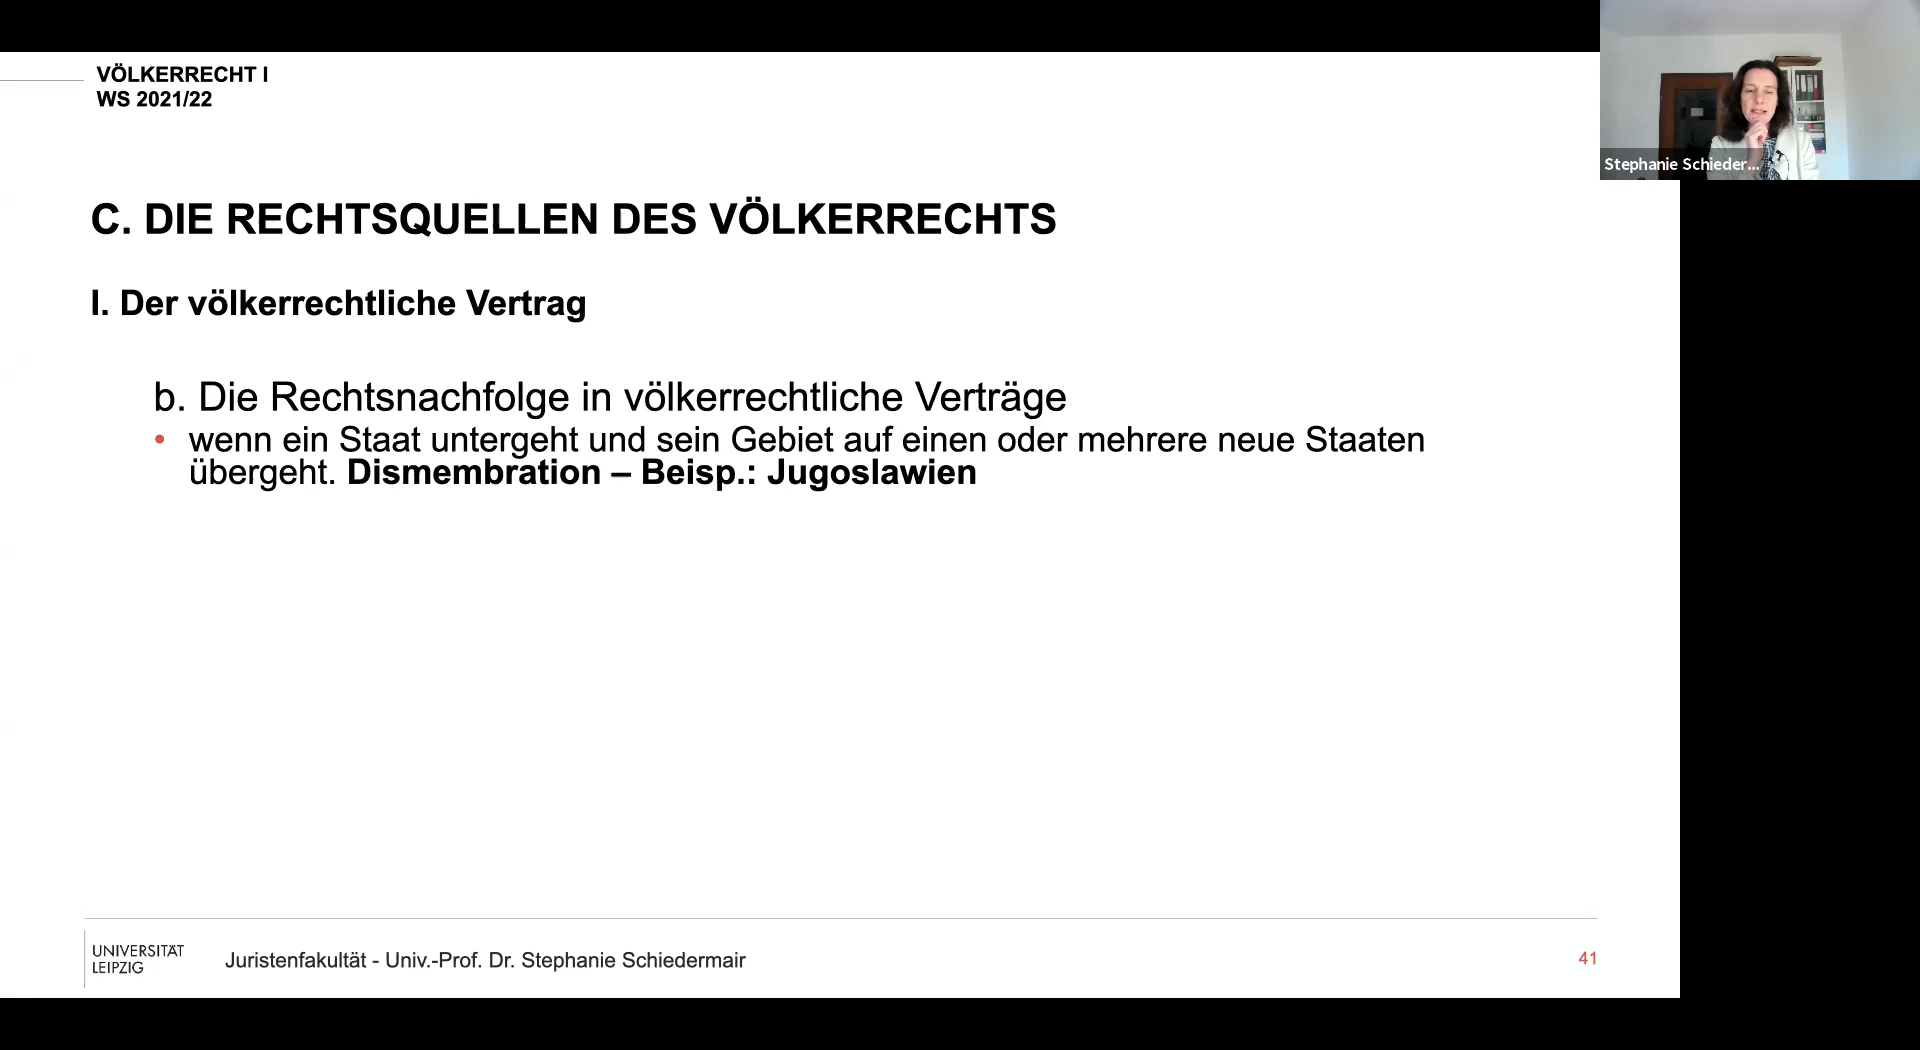 VÖLKERRECHT I
WS 2021/22
Stephanie Schieder...
C. DIE RECHTSQUELLEN DES VÖLKERRECHTS
I. Der völkerrechtliche Vertrag
b. Die Rechtsnachfolge in völkerrechtliche Verträge
• wenn ein Staat untergeht und sein Gebiet auf einen oder mehrere neue Staaten
übergeht. Dismembration – Beisp.: Jugoslawien
UNIVERSITÄT
LEIPZIG
Juristenfakultät - Univ.-Prof. Dr. Stephanie Schiedermair
41